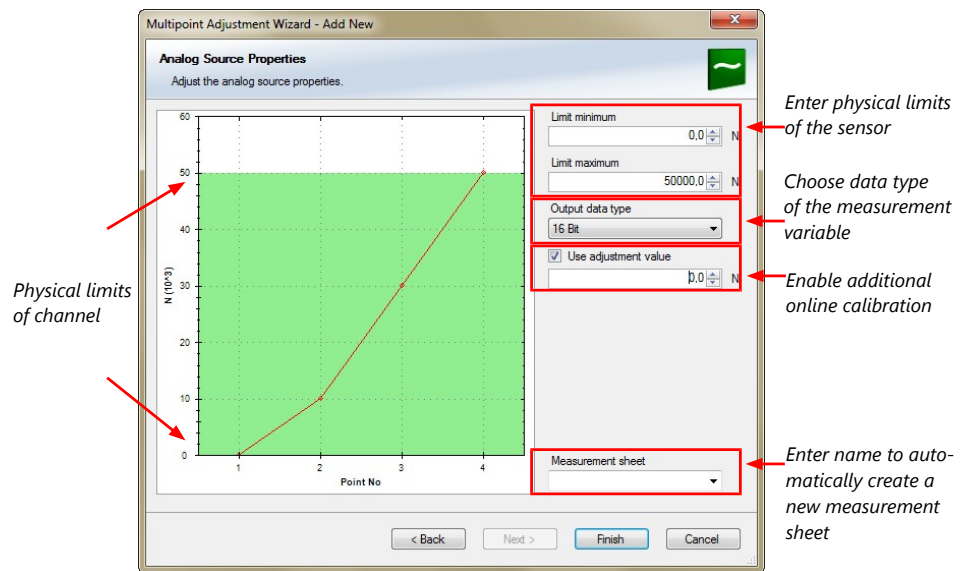 Multipoint Adjustment Wizard - Add New
Analog Source Properties
Adjust the analog source properties.
Limit minimum
0,0 N
Limit maximum
50000,0 N
Output data type
16 Bit
Use adjustment value
0,0 N
Measurement sheet
60
50
40
30
20
10
0
N (10^3)
1 2 3 4
Point No
< Back Next > Finish Cancel
Physical limits
of channel
Enter physical limits
of the sensor
Choose data type
of the measurement
variable
Enable additional
online calibration
Enter name to auto-
matically create a
new measurement
sheet